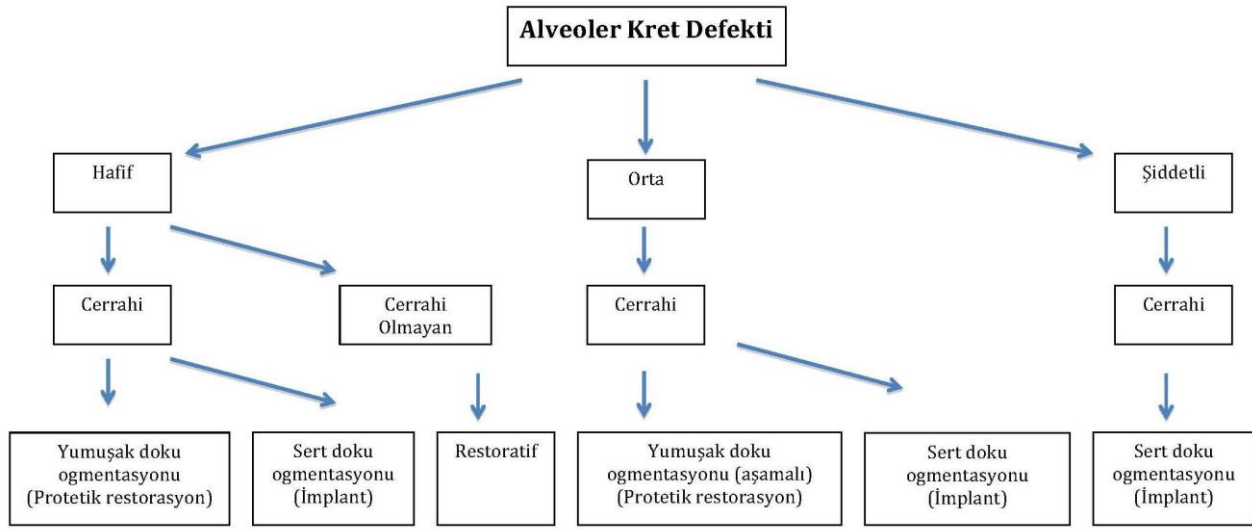 Alveoler Kret Defekti
Hafif
Orta
Şiddetli
Cerrahi
Cerrahi
Olmayan
Cerrahi
Cerrahi
Yumuşak doku
ogmentasyonu
(Protetik restorasyon)
Sert doku
ogmentasyonu
(İmplant)
Restoratif
Yumuşak doku
ogmentasyonu (aşamalı)
(Protetik restorasyon)
Sert doku
ogmentasyonu
(İmplant)
Sert doku
ogmentasyonu
(İmplant)